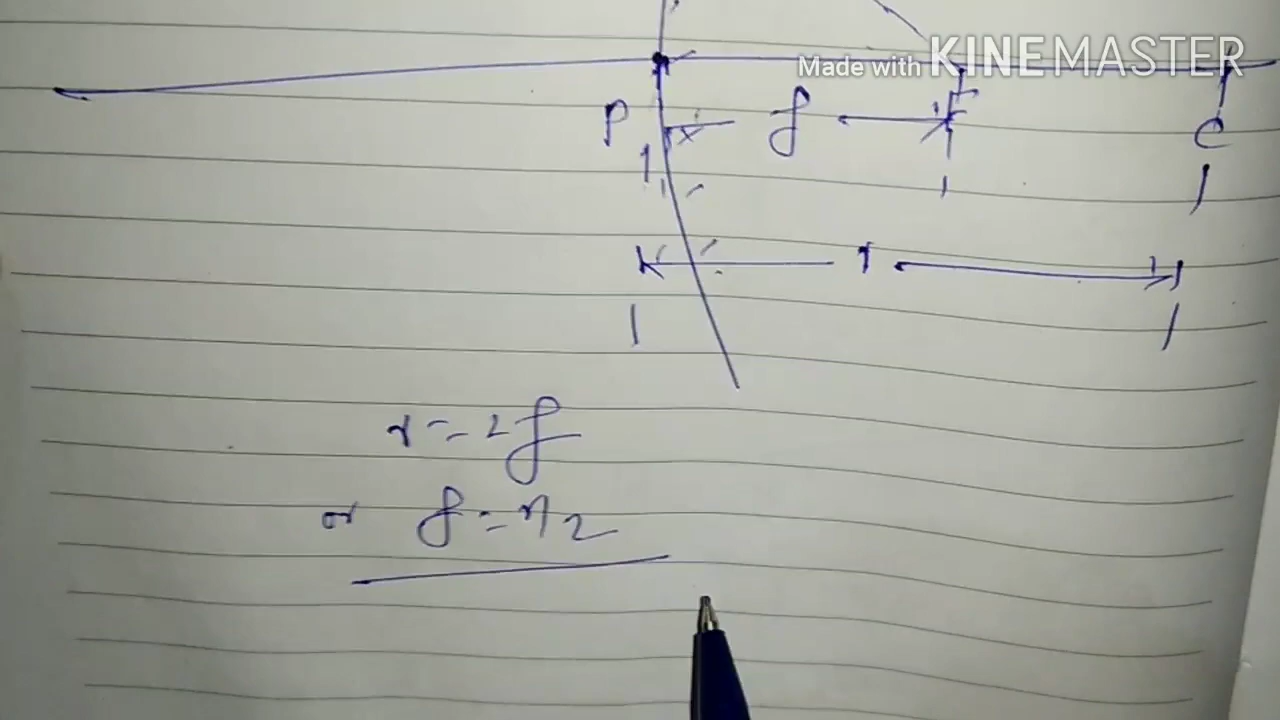 Made with KINEMASTER
P f F C
r
r = 2f
or f = r/2